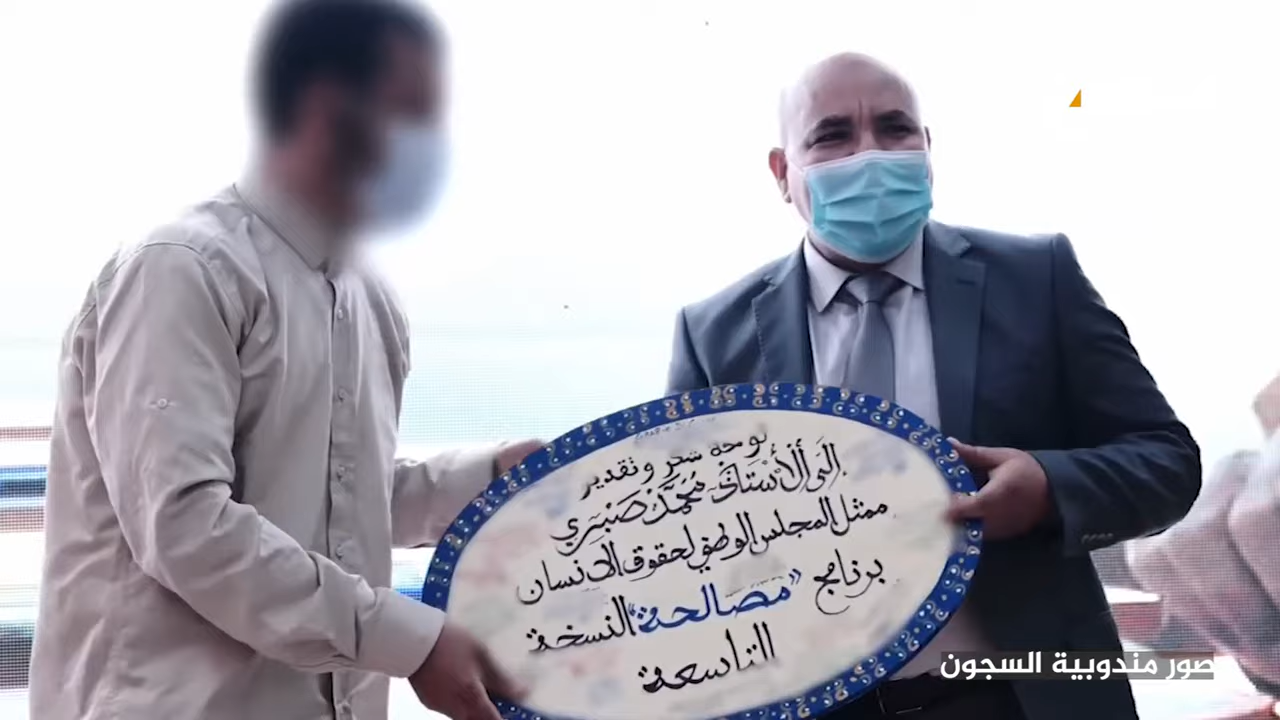 لوحة شكر وتقدير
إلى الأستاذ محمد صبري
ممثل المجلس الوطني لحقوق الإنسان
برنامج "مصالحة" النسخة
التاسعة
صور مندوبية السجون